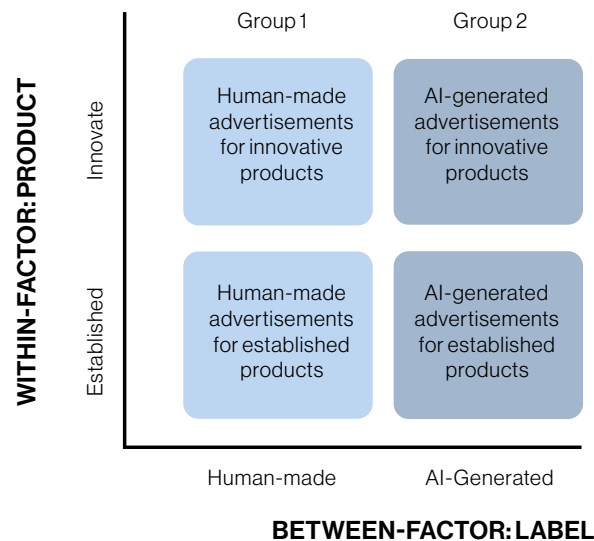 Group 1
Group 2
WITHIN-FACTOR: PRODUCT
Innovate
Human-made
advertisements
for innovative
products
AI-generated
advertisements
for innovative
products
Established
Human-made
advertisements
for established
products
AI-generated
advertisements
for established
products
Human-made
AI-Generated
BETWEEN-FACTOR: LABEL